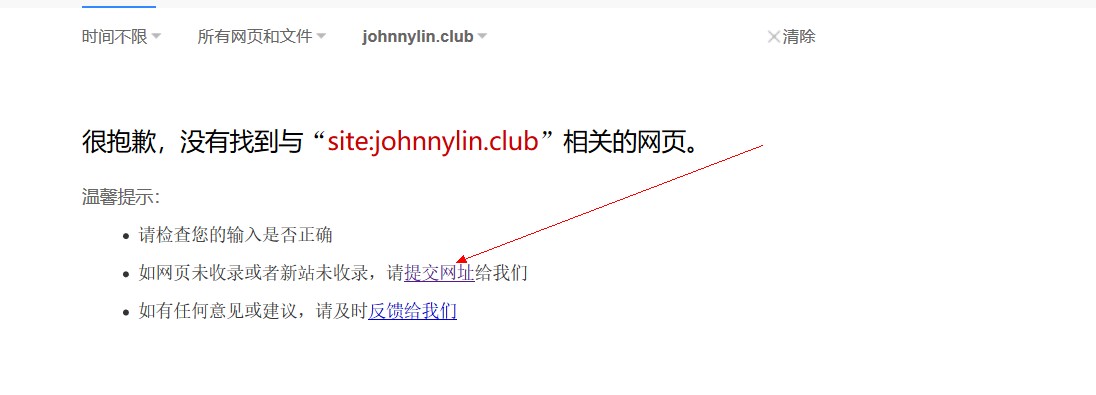 时间不限 所有网页和文件 johnnylin.club 清除
很抱歉，没有找到与“site:johnnylin.club”相关的网页。
温馨提示：
请检查您的输入是否正确
如网页未收录或者新站未收录，请提交网址给我们
如有任何意见或建议，请及时反馈给我们